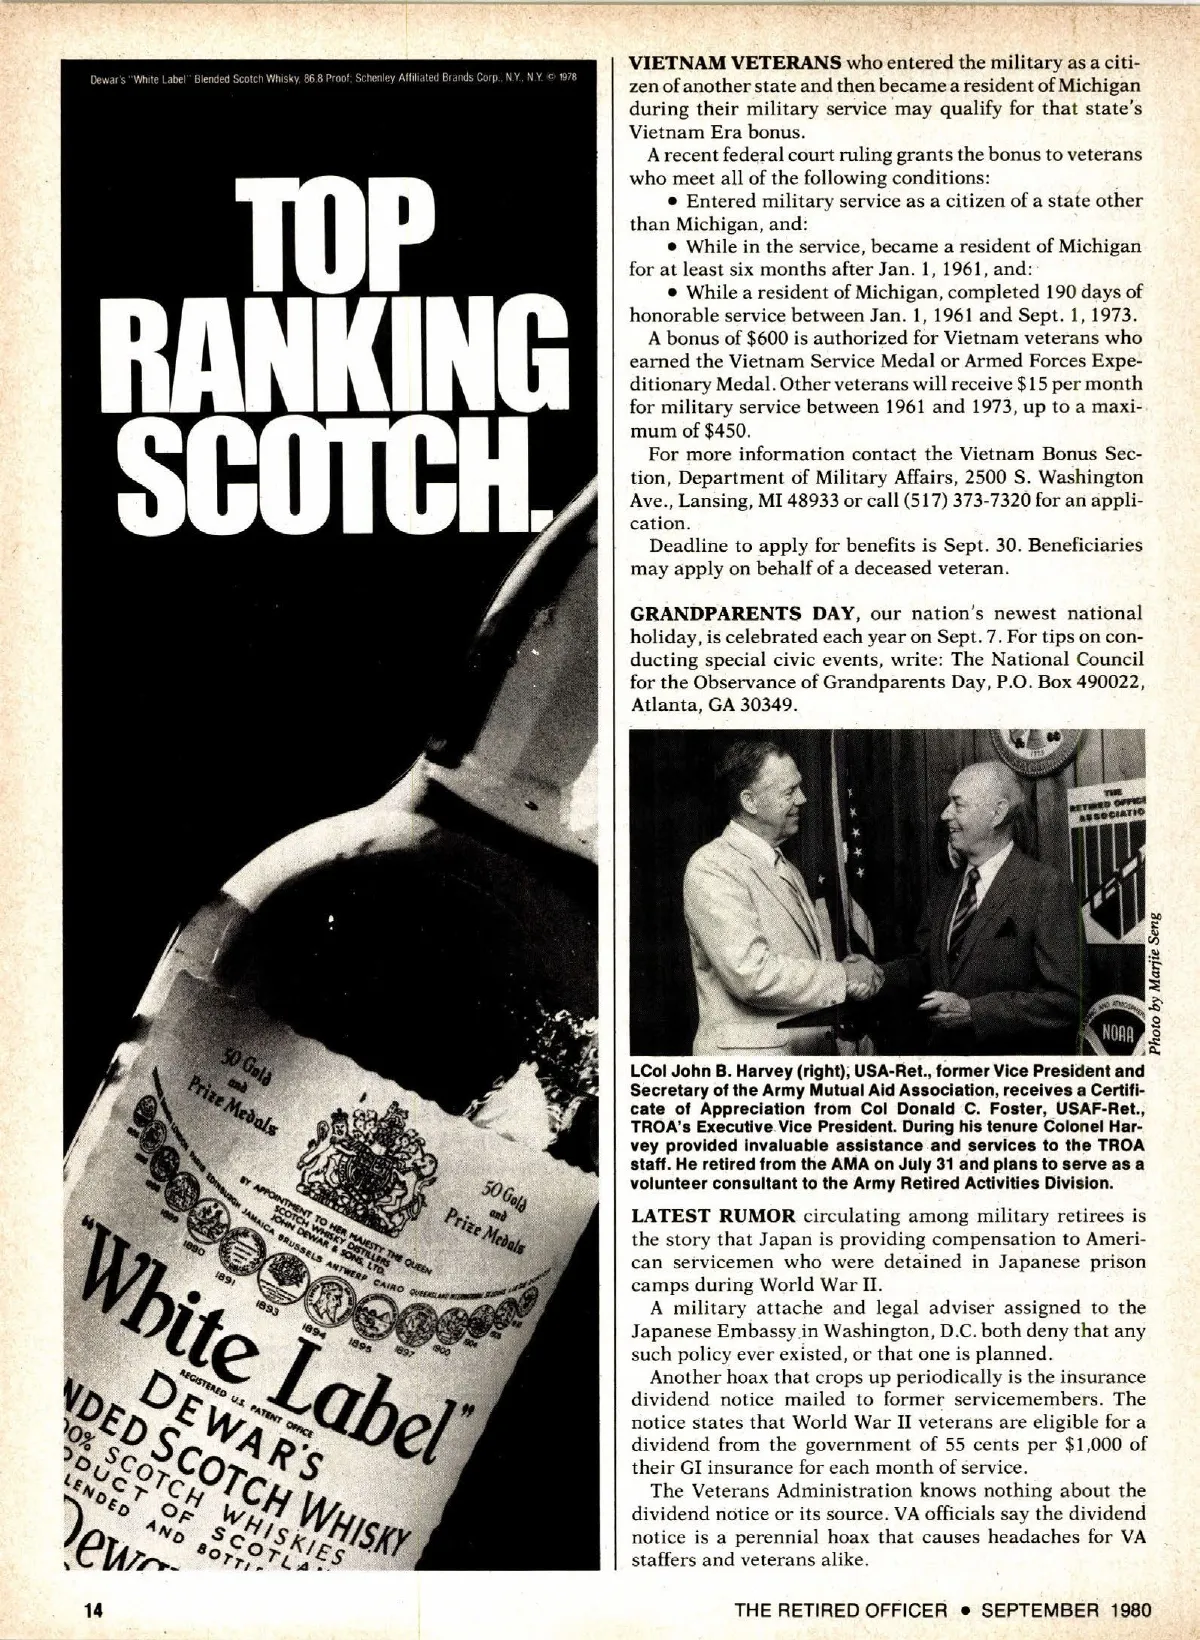 Dewar's "White Label" Blended Scotch Whisky, 86.8 Proof; Schenley Affiliated Brands Corp., N.Y., N.Y. © 1978
TOP
RANKING
SCOTCH.
50 Gold
and
Prize Medals
50 Gold
and
Prize Medals
BY APPOINTMENT TO HER MAJESTY THE QUEEN
SCOTCH WHISKY DISTILLERS
JOHN DEWAR & SONS, LTD.
EDINBURGH JAMAICA BRUSSELS ANTWERP CAIRO
1890
1891
1893
1894
1895
1897
1900
"White Label"
REGISTERED U.S. PATENT OFFICE
DEWAR'S
NDED SCOTCH WHISKY
00% SCOTCH WHISKIES
ODUCT OF SCOTLA
LENDED AND BOTTL
Dewar
VIETNAM VETERANS who entered the military as a citi-
zen of another state and then became a resident of Michigan
during their military service may qualify for that state's
Vietnam Era bonus.
A recent federal court ruling grants the bonus to veterans
who meet all of the following conditions:
• Entered military service as a citizen of a state other
than Michigan, and:
• While in the service, became a resident of Michigan
for at least six months after Jan. 1, 1961, and:
• While a resident of Michigan, completed 190 days of
honorable service between Jan. 1, 1961 and Sept. 1, 1973.
A bonus of $600 is authorized for Vietnam veterans who
earned the Vietnam Service Medal or Armed Forces Expe-
ditionary Medal. Other veterans will receive $15 per month
for military service between 1961 and 1973, up to a maxi-
mum of $450.
For more information contact the Vietnam Bonus Sec-
tion, Department of Military Affairs, 2500 S. Washington
Ave., Lansing, MI 48933 or call (517) 373-7320 for an appli-
cation.
Deadline to apply for benefits is Sept. 30. Beneficiaries
may apply on behalf of a deceased veteran.
GRANDPARENTS DAY, our nation's newest national
holiday, is celebrated each year on Sept. 7. For tips on con-
ducting special civic events, write: The National Council
for the Observance of Grandparents Day, P.O. Box 490022,
Atlanta, GA 30349.
THE
RETIRED OFFICE
ASSOCIATIO
NOAA
Photo by Marjie Seng
LCol John B. Harvey (right), USA-Ret., former Vice President and
Secretary of the Army Mutual Aid Association, receives a Certifi-
cate of Appreciation from Col Donald C. Foster, USAF-Ret.,
TROA's Executive Vice President. During his tenure Colonel Har-
vey provided invaluable assistance and services to the TROA
staff. He retired from the AMA on July 31 and plans to serve as a
volunteer consultant to the Army Retired Activities Division.
LATEST RUMOR circulating among military retirees is
the story that Japan is providing compensation to Ameri-
can servicemen who were detained in Japanese prison
camps during World War II.
A military attache and legal adviser assigned to the
Japanese Embassy in Washington, D.C. both deny that any
such policy ever existed, or that one is planned.
Another hoax that crops up periodically is the insurance
dividend notice mailed to former servicemembers. The
notice states that World War II veterans are eligible for a
dividend from the government of 55 cents per $1,000 of
their GI insurance for each month of service.
The Veterans Administration knows nothing about the
dividend notice or its source. VA officials say the dividend
notice is a perennial hoax that causes headaches for VA
staffers and veterans alike.
14
THE RETIRED OFFICER • SEPTEMBER 1980